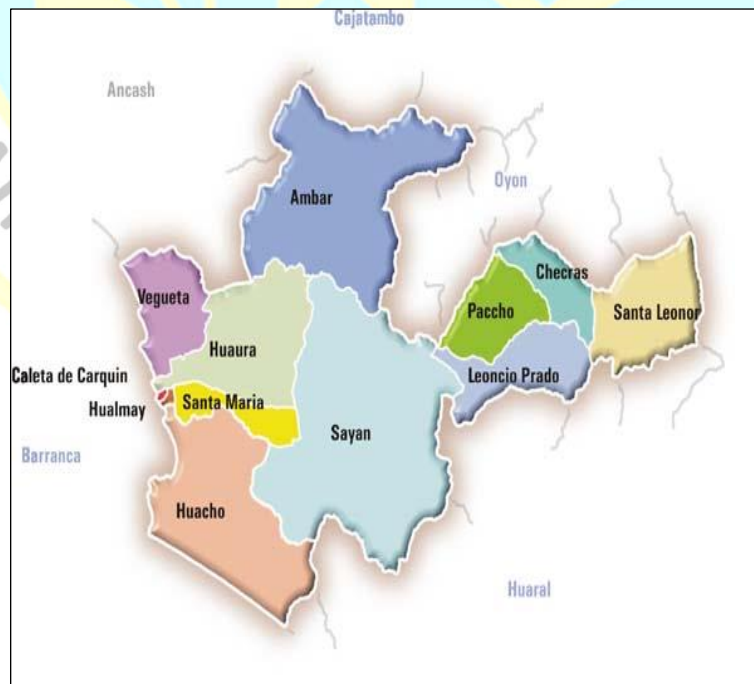 Cajatambo
Ancash
Oyon
Ambar
Checras
Vegueta
Paccho
Santa Leonor
Huaura
Caleta de Carquin
Leoncio Prado
Santa Maria
Hualmay
Sayan
Barranca
Huacho
Huaral